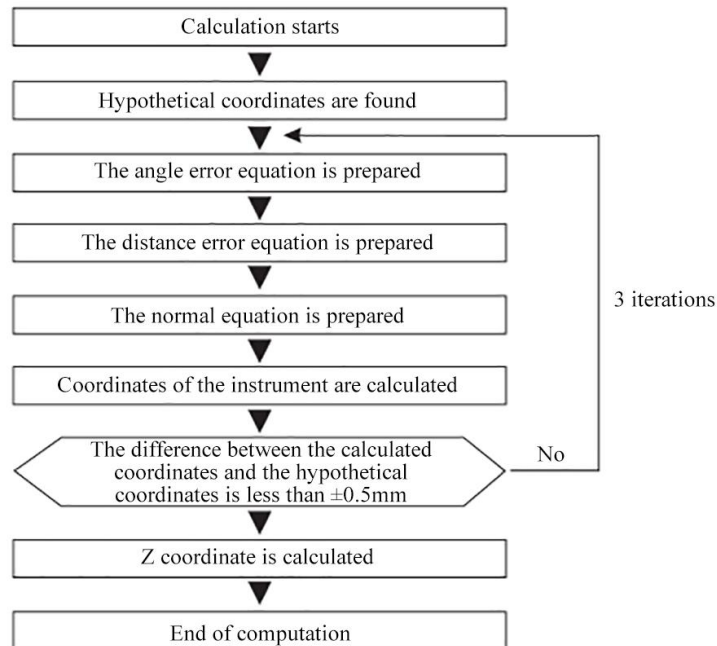 Calculation starts
Hypothetical coordinates are found
The angle error equation is prepared
The distance error equation is prepared
The normal equation is prepared
3 iterations
Coordinates of the instrument are calculated
The difference between the calculated
coordinates and the hypothetical
coordinates is less than ±0.5mm
No
Z coordinate is calculated
End of computation